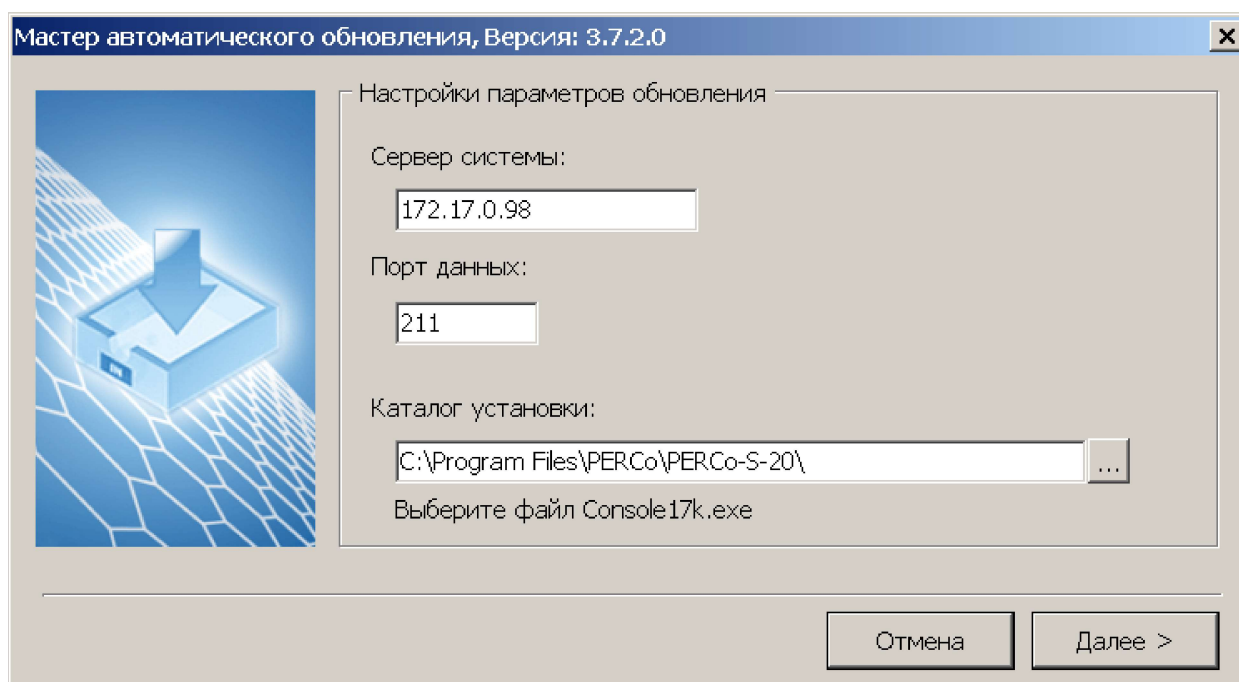 Мастер автоматического обновления, Версия: 3.7.2.0
Настройки параметров обновления
Сервер системы:
172.17.0.98
Порт данных:
211
Каталог установки:
C:\Program Files\PERCo\PERCo-S-20\
...
Выберите файл Console17k.exe
Отмена
Далее >